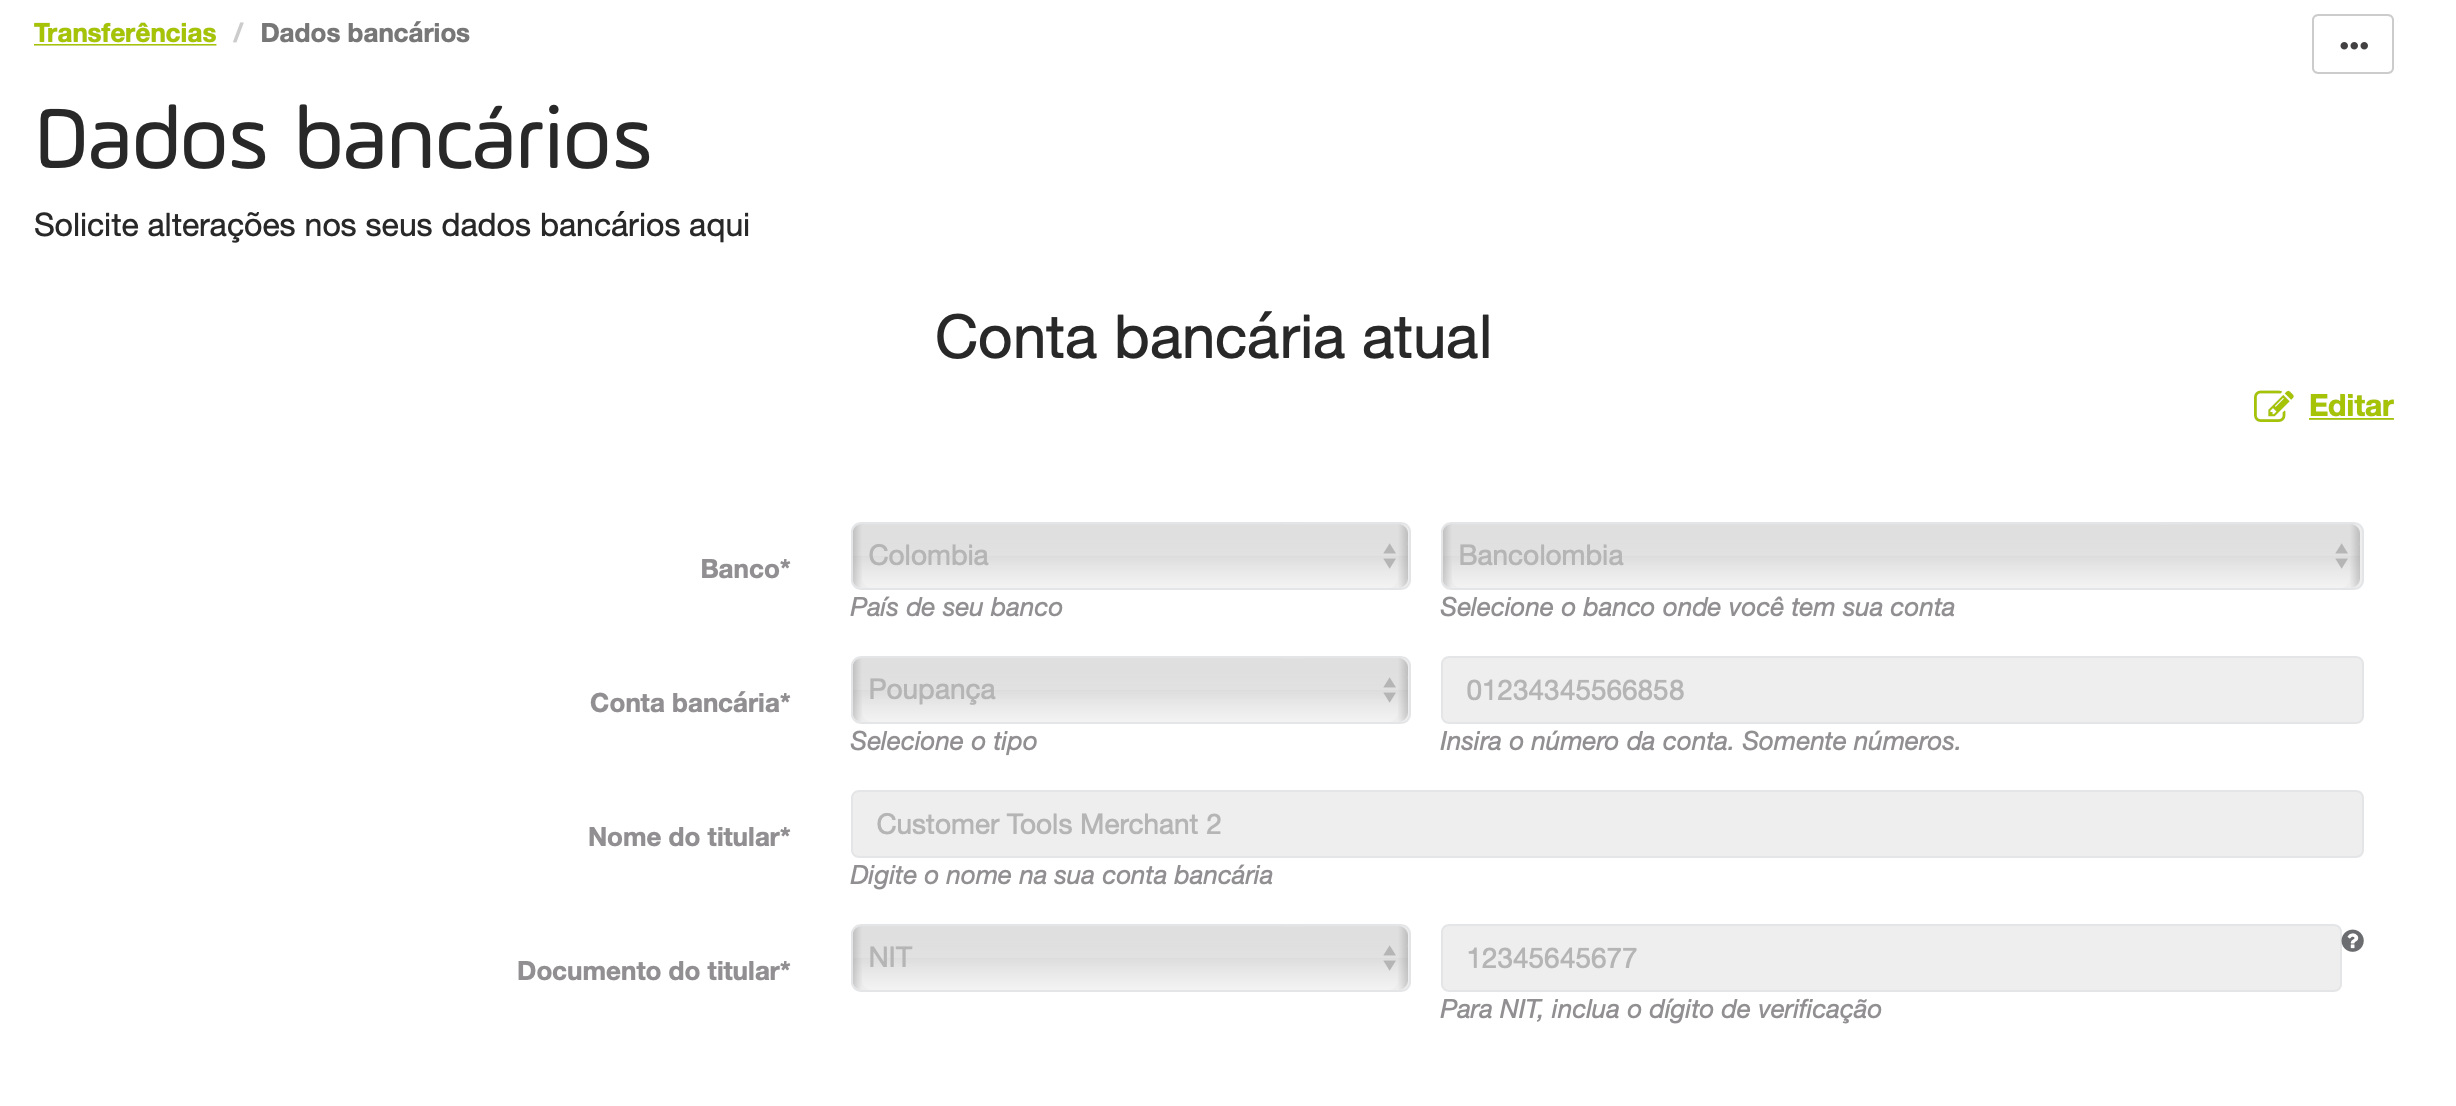 Transferências / Dados bancários
•••
Dados bancários
Solicite alterações nos seus dados bancários aqui
Conta bancária atual
Editar
Banco* Colombia Bancolombia
País de seu banco Selecione o banco onde você tem sua conta
Conta bancária* Poupança 01234345566858
Selecione o tipo Insira o número da conta. Somente números.
Nome do titular* Customer Tools Merchant 2
Digite o nome na sua conta bancária
Documento do titular* NIT 12345645677 ?
Para NIT, inclua o dígito de verificação